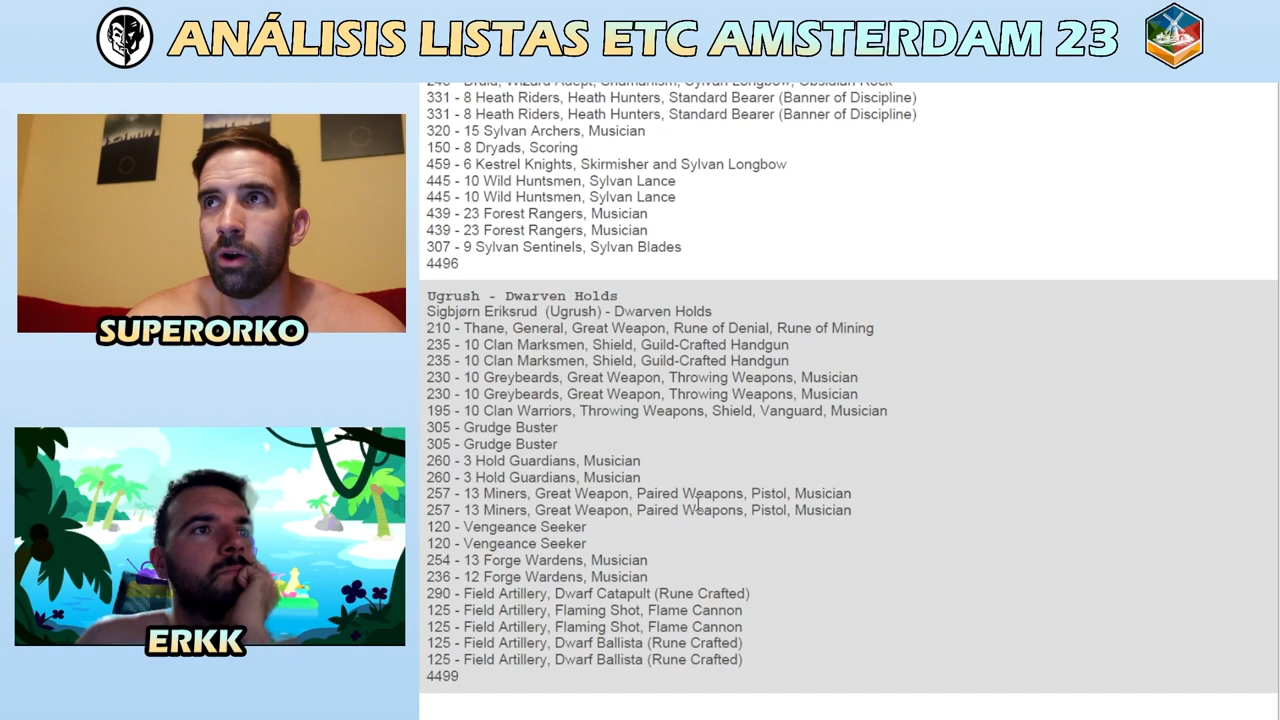 ANÁLISIS LISTAS ETC AMSTERDAM 23
240 - Druid, Wizard Adept, Shamanism, Sylvan Longbow, Obsidian Rock
331 - 8 Heath Riders, Heath Hunters, Standard Bearer (Banner of Discipline)
331 - 8 Heath Riders, Heath Hunters, Standard Bearer (Banner of Discipline)
320 - 15 Sylvan Archers, Musician
150 - 8 Dryads, Scoring
459 - 6 Kestrel Knights, Skirmisher and Sylvan Longbow
445 - 10 Wild Huntsmen, Sylvan Lance
445 - 10 Wild Huntsmen, Sylvan Lance
439 - 23 Forest Rangers, Musician
439 - 23 Forest Rangers, Musician
307 - 9 Sylvan Sentinels, Sylvan Blades
4496
Ugrush - Dwarven Holds
Sigbjørn Eriksrud (Ugrush) - Dwarven Holds
210 - Thane, General, Great Weapon, Rune of Denial, Rune of Mining
235 - 10 Clan Marksmen, Shield, Guild-Crafted Handgun
235 - 10 Clan Marksmen, Shield, Guild-Crafted Handgun
230 - 10 Greybeards, Great Weapon, Throwing Weapons, Musician
230 - 10 Greybeards, Great Weapon, Throwing Weapons, Musician
195 - 10 Clan Warriors, Throwing Weapons, Shield, Vanguard, Musician
305 - Grudge Buster
305 - Grudge Buster
260 - 3 Hold Guardians, Musician
260 - 3 Hold Guardians, Musician
257 - 13 Miners, Great Weapon, Paired Weapons, Pistol, Musician
257 - 13 Miners, Great Weapon, Paired Weapons, Pistol, Musician
120 - Vengeance Seeker
120 - Vengeance Seeker
254 - 13 Forge Wardens, Musician
236 - 12 Forge Wardens, Musician
290 - Field Artillery, Dwarf Catapult (Rune Crafted)
125 - Field Artillery, Flaming Shot, Flame Cannon
125 - Field Artillery, Flaming Shot, Flame Cannon
125 - Field Artillery, Dwarf Ballista (Rune Crafted)
125 - Field Artillery, Dwarf Ballista (Rune Crafted)
4499
SUPERORKO
ERKK